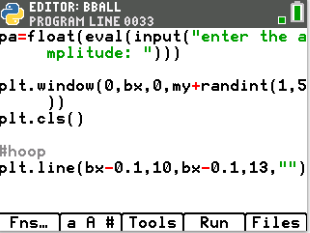 EDITOR: BBALL
PROGRAM LINE 0033
pa=float(eval(input("enter the a
mplitude: ")))
plt.window(0,bx,0,my+randint(1,5
))
plt.cls()
#hoop
plt.line(bx-0.1,10,bx-0.1,13,"")
Fns… a A # Tools Run Files